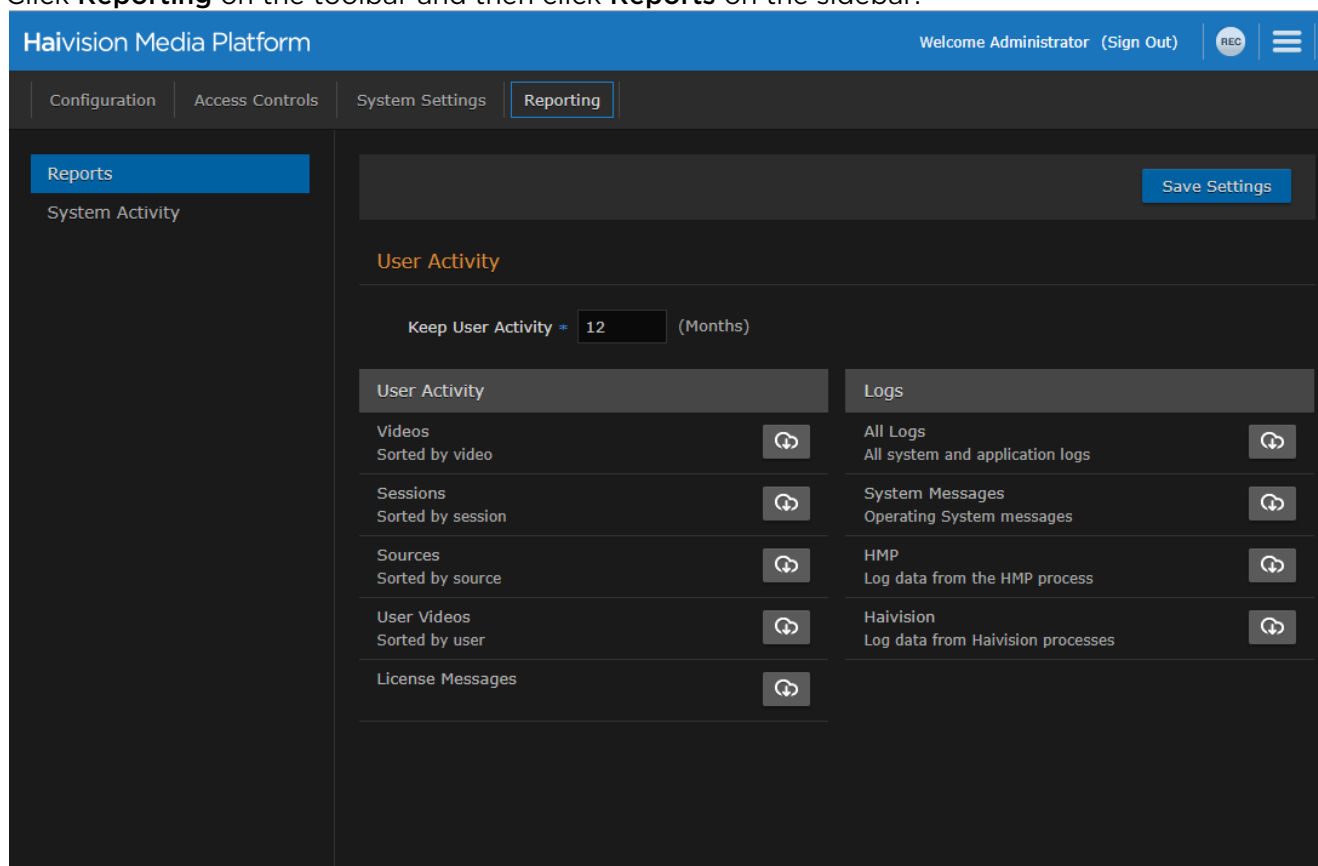 Click Reporting on the toolbar and then click Reports on the sidebar.
Haivision Media Platform
Welcome Administrator (Sign Out)
REC
Configuration
Access Controls
System Settings
Reporting
Reports
System Activity
Save Settings
User Activity
Keep User Activity * 12 (Months)
User Activity
Videos
Sorted by video
Sessions
Sorted by session
Sources
Sorted by source
User Videos
Sorted by user
License Messages
Logs
All Logs
All system and application logs
System Messages
Operating System messages
HMP
Log data from the HMP process
Haivision
Log data from Haivision processes